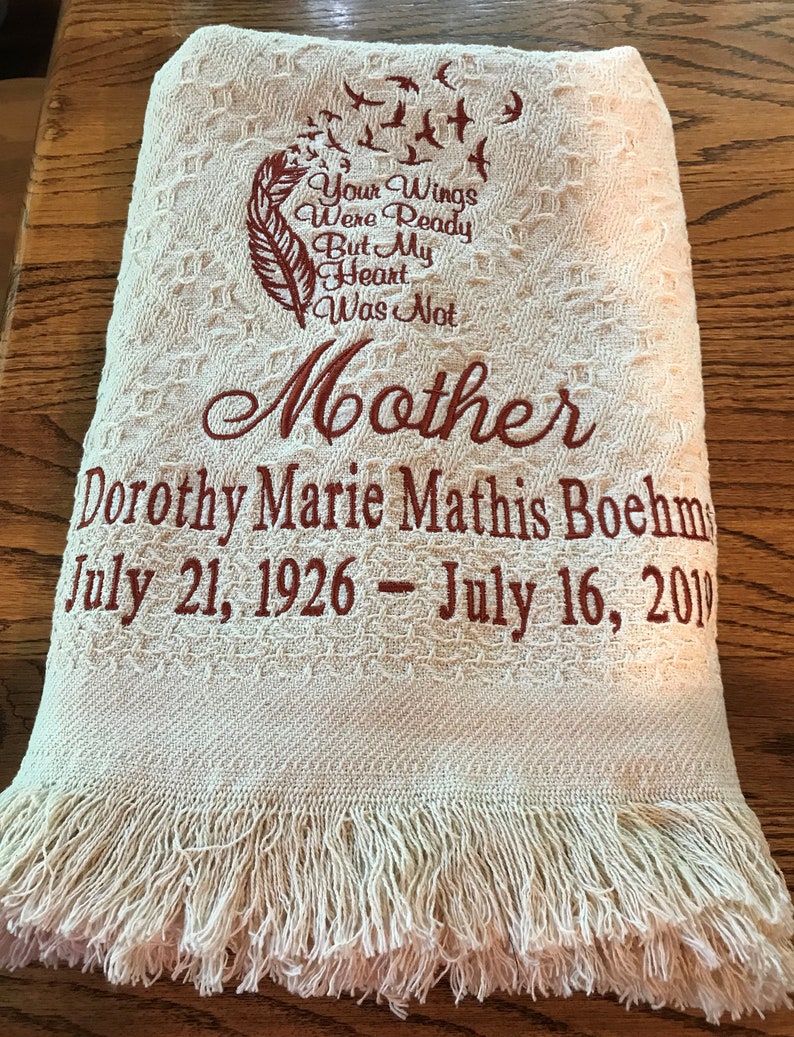 Your Wings
Were Ready
But My
Heart
Was Not
Mother
Dorothy Marie Mathis Boehms
July 21, 1926 – July 16, 2019